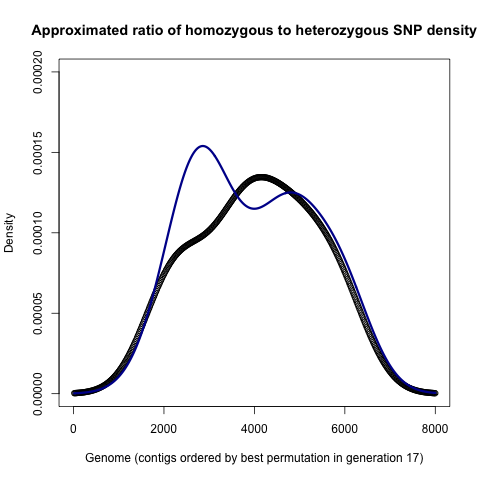 Approximated ratio of homozygous to heterozygous SNP density
0.00020
0.00015
0.00010
0.00005
0.00000
Density
0 2000 4000 6000 8000
Genome (contigs ordered by best permutation in generation 17)